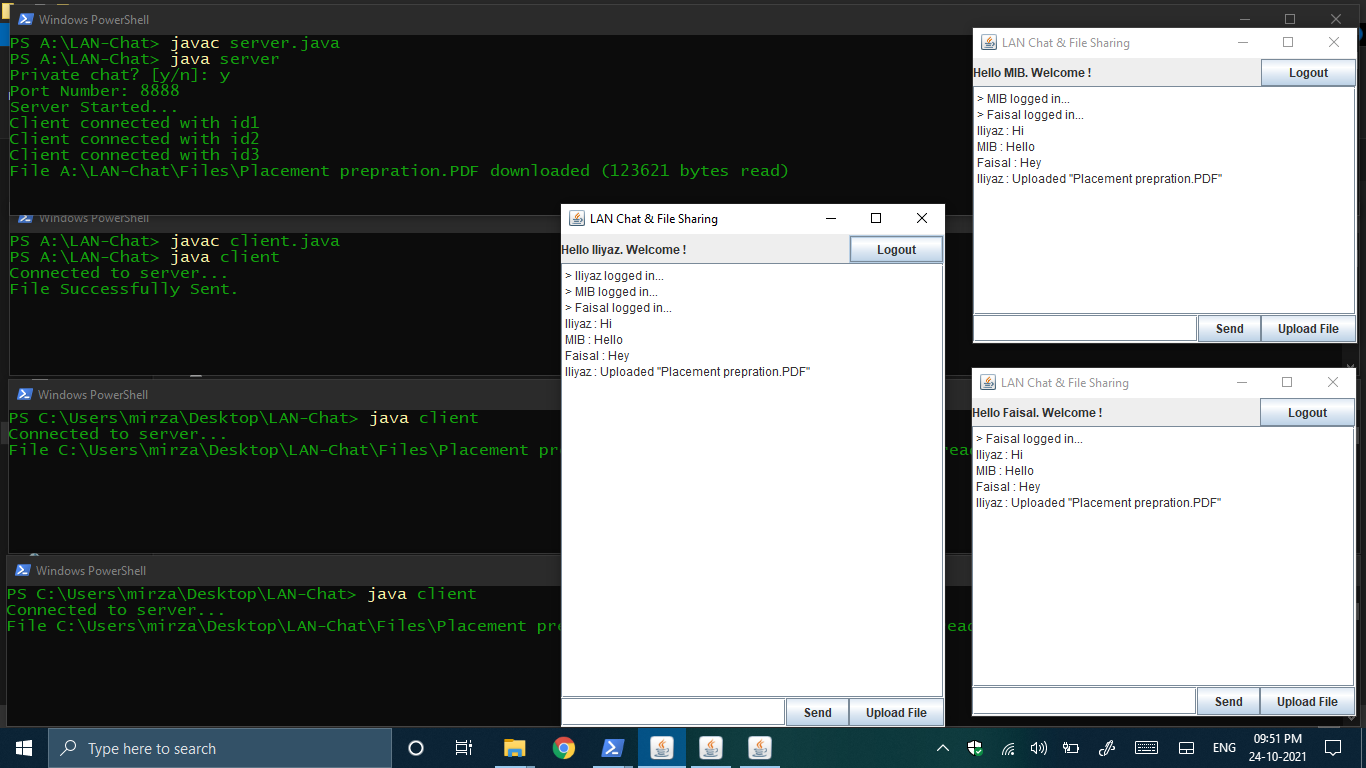 Windows PowerShell
PS A:\LAN-Chat> javac server.java
PS A:\LAN-Chat> java server
Private chat? [y/n]: y
Port Number: 8888
Server Started...
Client connected with id1
Client connected with id2
Client connected with id3
File A:\LAN-Chat\Files\Placement prepration.PDF downloaded (123621 bytes read)
Windows PowerShell
PS A:\LAN-Chat> javac client.java
PS A:\LAN-Chat> java client
Connected to server...
File Successfully Sent.
Windows PowerShell
PS C:\Users\mirza\Desktop\LAN-Chat> java client
Connected to server...
File C:\Users\mirza\Desktop\LAN-Chat\Files\Placement
Windows PowerShell
PS C:\Users\mirza\Desktop\LAN-Chat> java client
Connected to server...
File C:\Users\mirza\Desktop\LAN-Chat\Files\Placement
LAN Chat & File Sharing
Hello Iliyaz. Welcome !
Logout
> Iliyaz logged in...
> MIB logged in...
> Faisal logged in...
Iliyaz : Hi
MIB : Hello
Faisal : Hey
Iliyaz : Uploaded "Placement prepration.PDF"
Send
Upload File
LAN Chat & File Sharing
Hello MIB. Welcome !
Logout
> MIB logged in...
> Faisal logged in...
Iliyaz : Hi
MIB : Hello
Faisal : Hey
Iliyaz : Uploaded "Placement prepration.PDF"
Send
Upload File
LAN Chat & File Sharing
Hello Faisal. Welcome !
Logout
> Faisal logged in...
Iliyaz : Hi
MIB : Hello
Faisal : Hey
Iliyaz : Uploaded "Placement prepration.PDF"
Send
Upload File
Type here to search
ENG
09:51 PM
24-10-2021